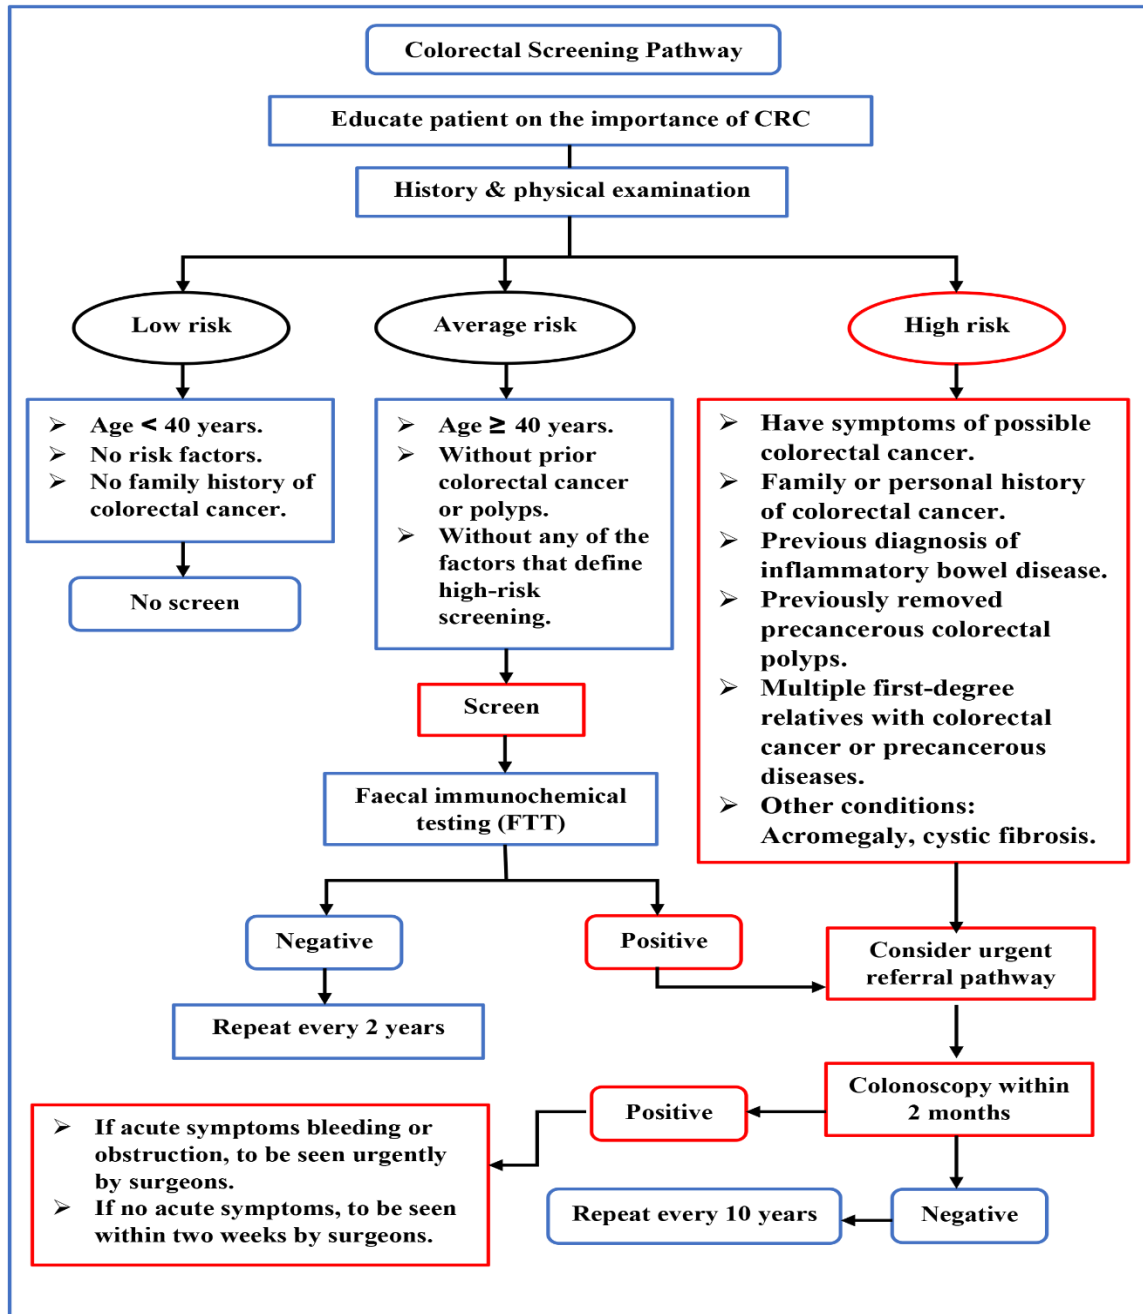 Colorectal Screening Pathway
Educate patient on the importance of CRC
History & physical examination
Low risk
Average risk
High risk
➢ Age < 40 years.
➢ No risk factors.
➢ No family history of
colorectal cancer.
No screen
➢ Age ≥ 40 years.
➢ Without prior
colorectal cancer
or polyps.
➢ Without any of the
factors that define
high-risk
screening.
➢ Have symptoms of possible
colorectal cancer.
➢ Family or personal history
of colorectal cancer.
➢ Previous diagnosis of
inflammatory bowel disease.
➢ Previously removed
precancerous colorectal
polyps.
➢ Multiple first-degree
relatives with colorectal
cancer or precancerous
diseases.
➢ Other conditions:
Acromegaly, cystic fibrosis.
Screen
Faecal immunochemical
testing (FTT)
Negative
Positive
Repeat every 2 years
Consider urgent
referral pathway
Colonoscopy within
2 months
Positive
➢ If acute symptoms bleeding or
obstruction, to be seen urgently
by surgeons.
➢ If no acute symptoms, to be seen
within two weeks by surgeons.
Negative
Repeat every 10 years